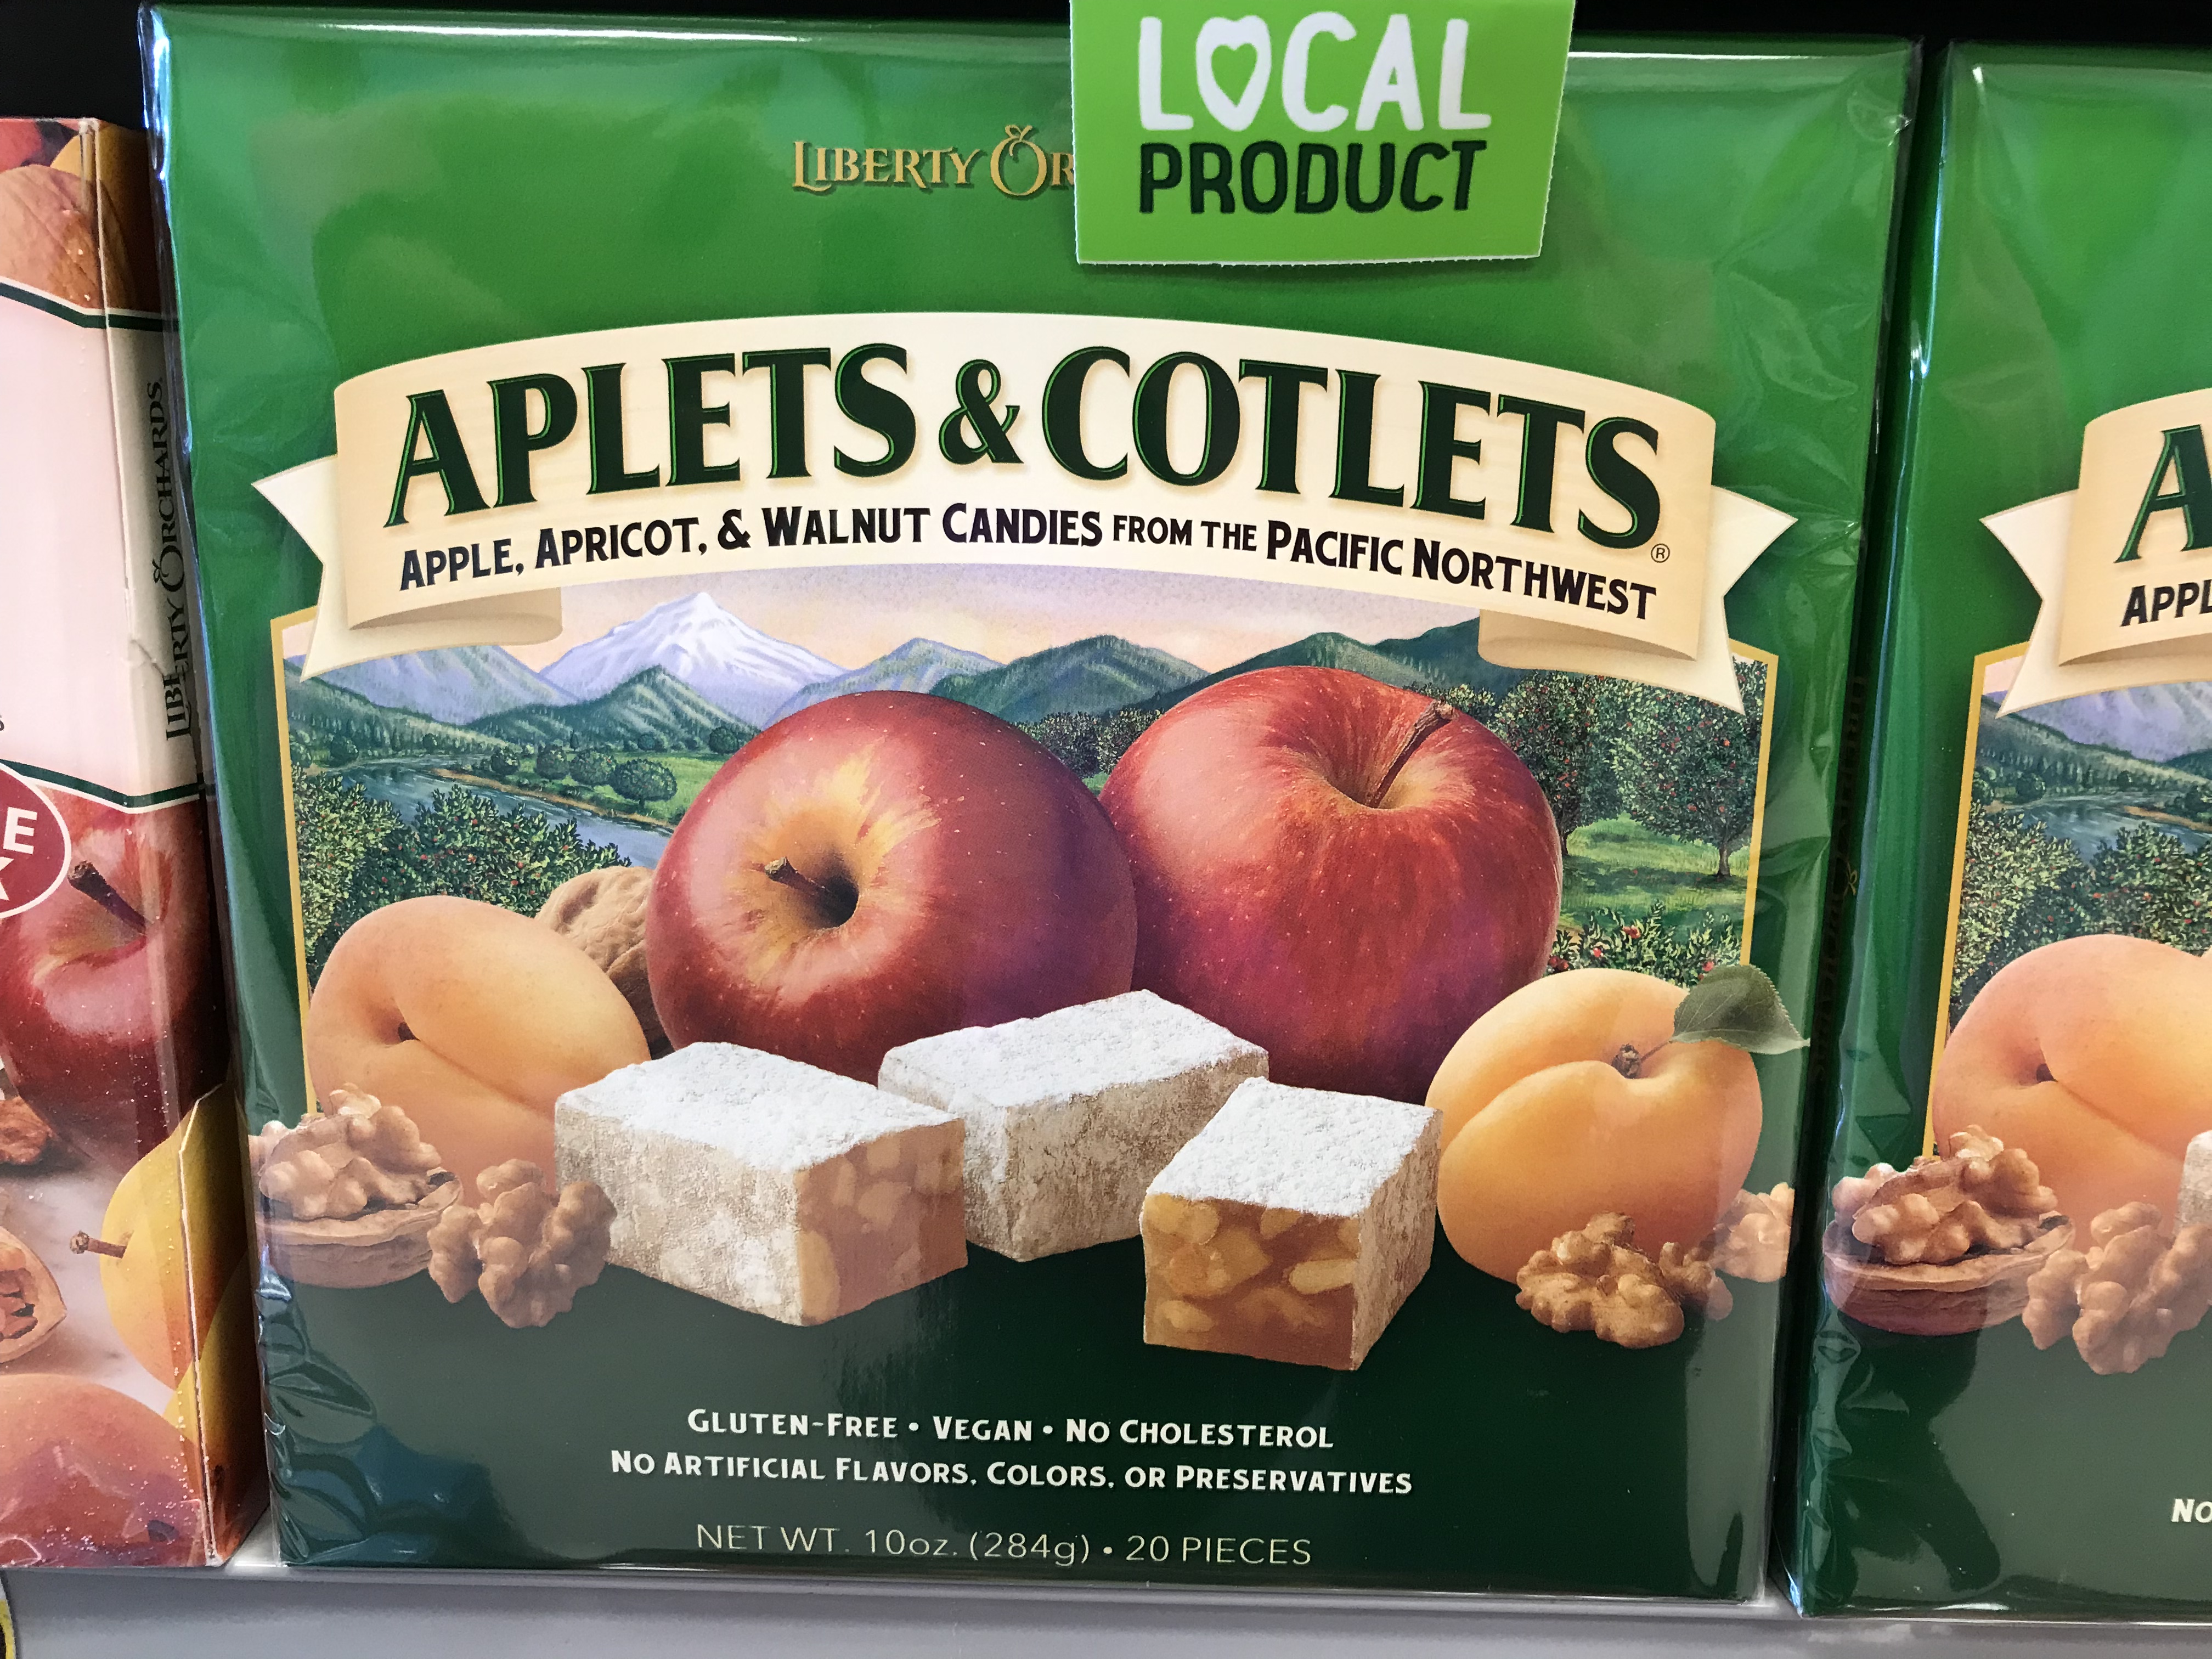 LOCAL
PRODUCT
LIBERTY OR
APLETS & COTLETS®
APPLE, APRICOT, & WALNUT CANDIES FROM THE PACIFIC NORTHWEST
GLUTEN-FREE • VEGAN • NO CHOLESTEROL
NO ARTIFICIAL FLAVORS, COLORS, OR PRESERVATIVES
NET WT. 10oz. (284g) • 20 PIECES
LIBERTY ORCHARDS
A
APPL
NO